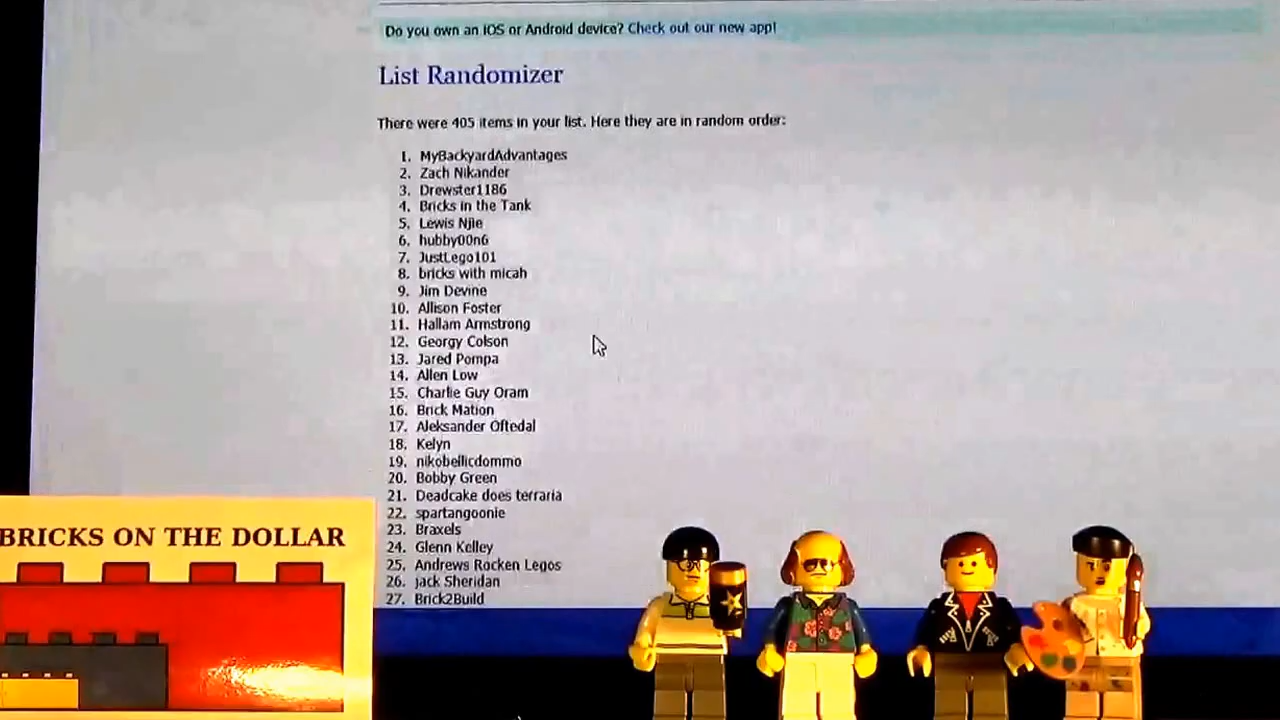 Do you own an iOS or Android device? Check out our new app!
List Randomizer
There were 405 items in your list. Here they are in random order:
1. MyBackyardAdvantages
2. Zach Nikander
3. Drewster1186
4. Bricks in the Tank
5. Lewis Njie
6. hubby00n6
7. JustLego101
8. bricks with micah
9. Jim Devine
10. Allison Foster
11. Hallam Armstrong
12. Georgy Colson
13. Jared Pompa
14. Allen Low
15. Charlie Guy Oram
16. Brick Mation
17. Aleksander Oftedal
18. Kelyn
19. nikobellicdommo
20. Bobby Green
21. Deadcake does terraria
22. spartangoonie
23. Braxels
24. Glenn Kelley
25. Andrews Rocken Legos
26. jack Sheridan
27. Brick2Build
BRICKS ON THE DOLLAR